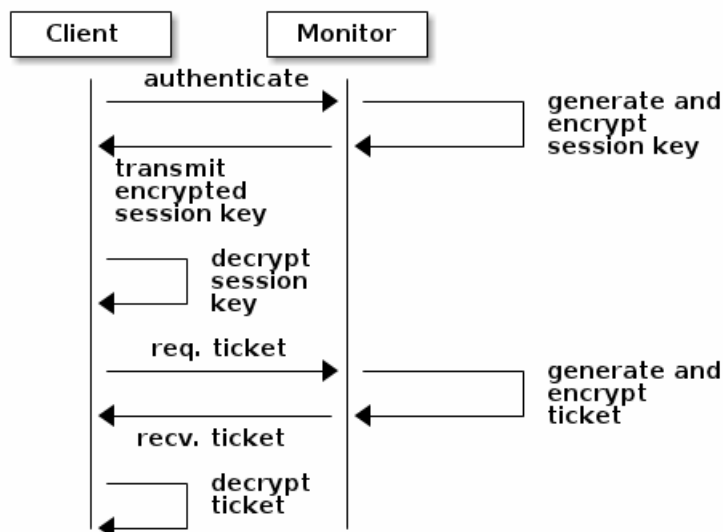 Client
Monitor
authenticate
generate and
encrypt
session key
transmit
encrypted
session key
decrypt
session
key
req. ticket
generate and
encrypt
ticket
recv. ticket
decrypt
ticket